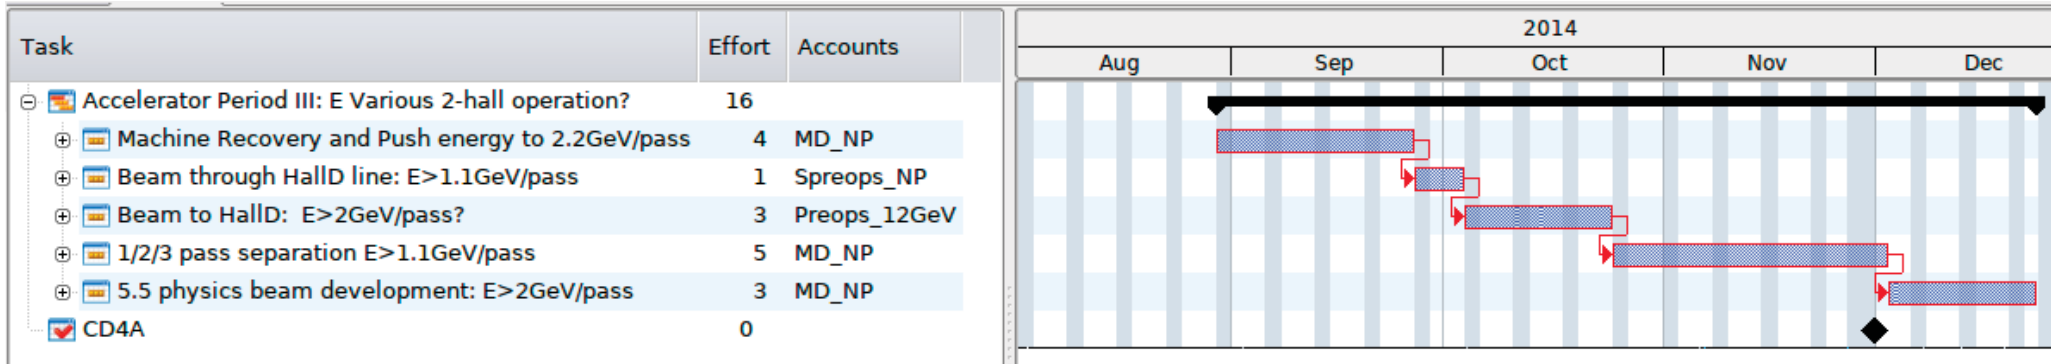 Task Effort Accounts 2014
Aug Sep Oct Nov Dec
Accelerator Period III: E Various 2-hall operation? 16
Machine Recovery and Push energy to 2.2GeV/pass 4 MD_NP
Beam through HallD line: E>1.1GeV/pass 1 Spreops_NP
Beam to HallD: E>2GeV/pass? 3 Preops_12GeV
1/2/3 pass separation E>1.1GeV/pass 5 MD_NP
5.5 physics beam development: E>2GeV/pass 3 MD_NP
CD4A 0